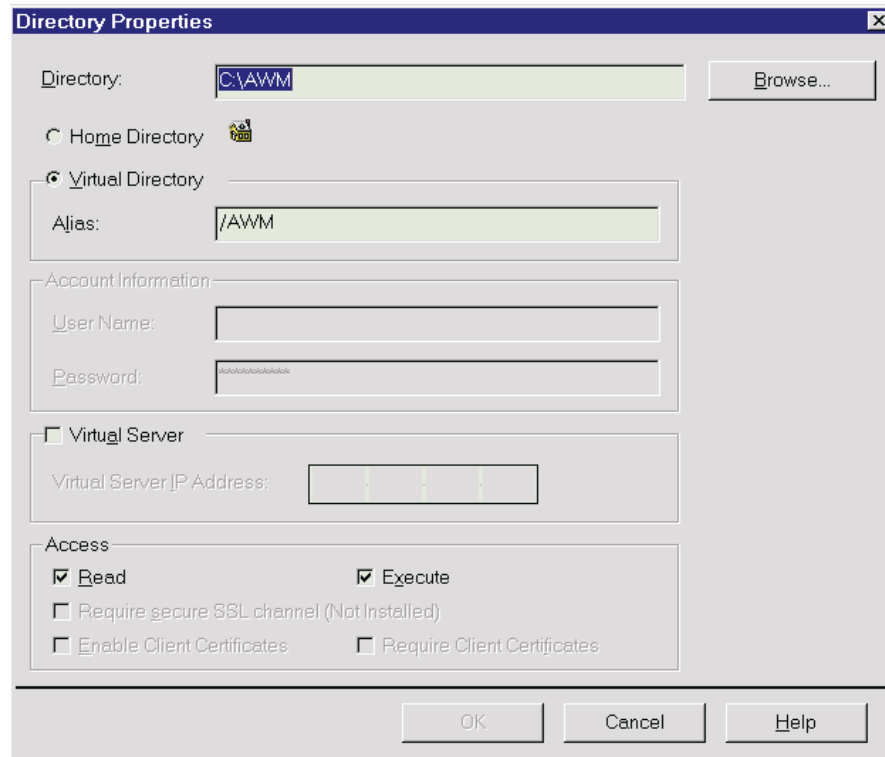 Directory Properties
Directory: C:\AWM Browse...
Home Directory
Virtual Directory
Alias: /AWM
Account Information
User Name:
Password: **********
Virtual Server
Virtual Server IP Address: . . .
Access
Read Execute
Require secure SSL channel (Not Installed)
Enable Client Certificates Require Client Certificates
OK Cancel Help